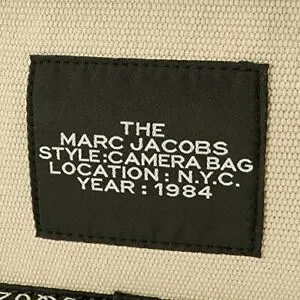 THE
MARC JACOBS
STYLE:CAMERA BAG
LOCATION : N.Y.C.
YEAR : 1984